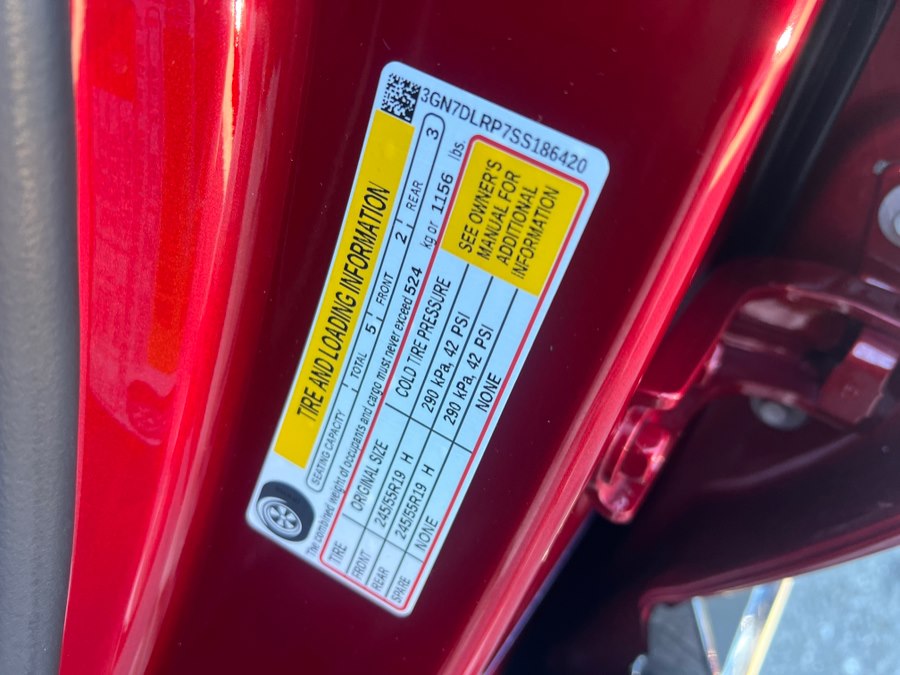 3GN7DLRP7SS186420
TIRE AND LOADING INFORMATION
SEATING CAPACITY TOTAL 5 FRONT 2 REAR 3
The combined weight of occupants and cargo must never exceed 524 kg or 1156 lbs.
TIRE ORIGINAL SIZE COLD TIRE PRESSURE
FRONT 245/55R19 H 290 kPa, 42 PSI
REAR 245/55R19 H 290 kPa, 42 PSI
SPARE NONE NONE
SEE OWNER'S
MANUAL FOR
ADDITIONAL
INFORMATION